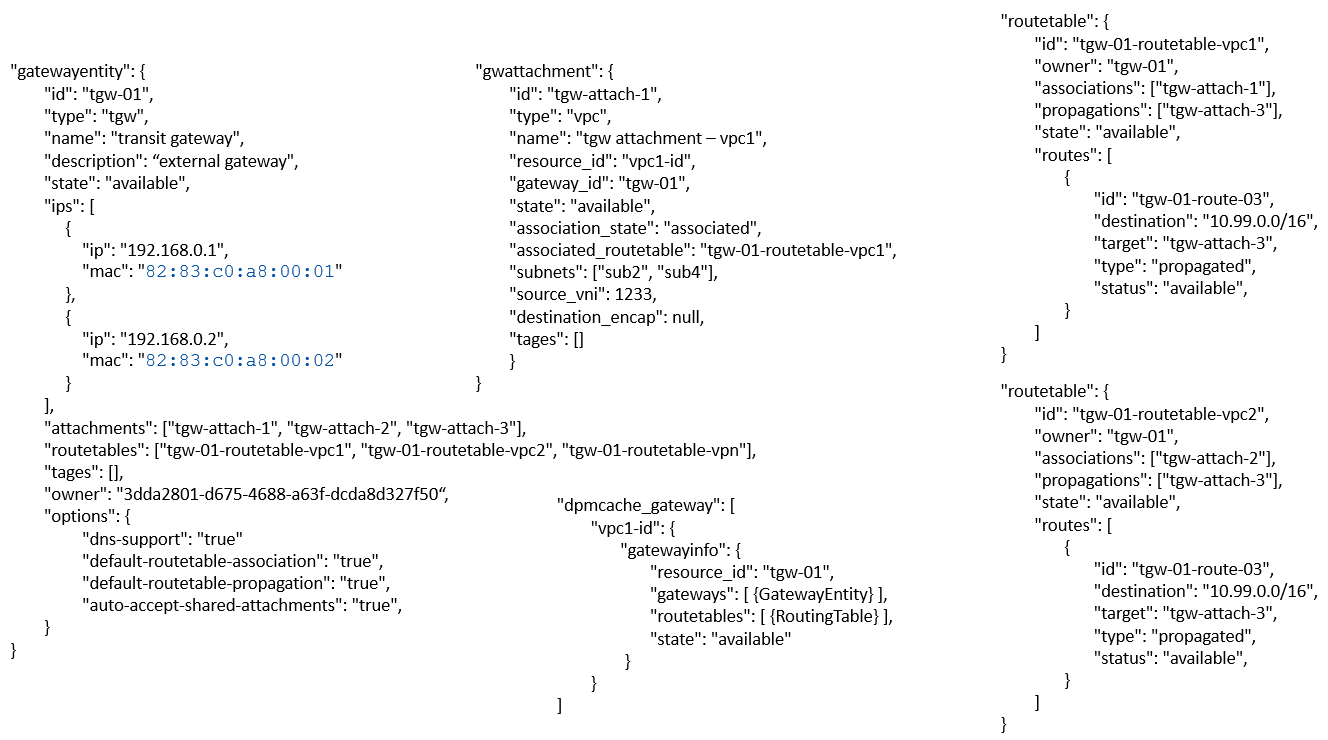 "gatewayentity": {
"id": "tgw-01",
"type": "tgw",
"name": "transit gateway",
"description": “external gateway",
"state": "available",
"ips": [
{
"ip": "192.168.0.1",
"mac": "82:83:c0:a8:00:01"
},
{
"ip": "192.168.0.2",
"mac": "82:83:c0:a8:00:02"
}
],
"attachments": ["tgw-attach-1", "tgw-attach-2", "tgw-attach-3"],
"routetables": ["tgw-01-routetable-vpc1", "tgw-01-routetable-vpc2", "tgw-01-routetable-vpn"],
"tages": [],
"owner": "3dda2801-d675-4688-a63f-dcda8d327f50“,
"options": {
"dns-support": "true"
"default-routetable-association": "true",
"default-routetable-propagation": "true",
"auto-accept-shared-attachments": "true",
}
}
"gwattachment": {
"id": "tgw-attach-1",
"type": "vpc",
"name": "tgw attachment – vpc1",
"resource_id": "vpc1-id",
"gateway_id": "tgw-01",
"state": "available",
"association_state": "associated",
"associated_routetable": "tgw-01-routetable-vpc1",
"subnets": ["sub2", "sub4"],
"source_vni": 1233,
"destination_encap": null,
"tages": []
}
}
"dpmcache_gateway": [
"vpc1-id": {
"gatewayinfo": {
"resource_id": "tgw-01",
"gateways": [ {GatewayEntity} ],
"routetables": [ {RoutingTable} ],
"state": "available"
}
}
]
"routetable": {
"id": "tgw-01-routetable-vpc1",
"owner": "tgw-01",
"associations": ["tgw-attach-1"],
"propagations": ["tgw-attach-3"],
"state": "available",
"routes": [
{
"id": "tgw-01-route-03",
"destination": "10.99.0.0/16",
"target": "tgw-attach-3",
"type": "propagated",
"status": "available",
}
]
}
"routetable": {
"id": "tgw-01-routetable-vpc2",
"owner": "tgw-01",
"associations": ["tgw-attach-2"],
"propagations": ["tgw-attach-3"],
"state": "available",
"routes": [
{
"id": "tgw-01-route-03",
"destination": "10.99.0.0/16",
"target": "tgw-attach-3",
"type": "propagated",
"status": "available",
}
]
}